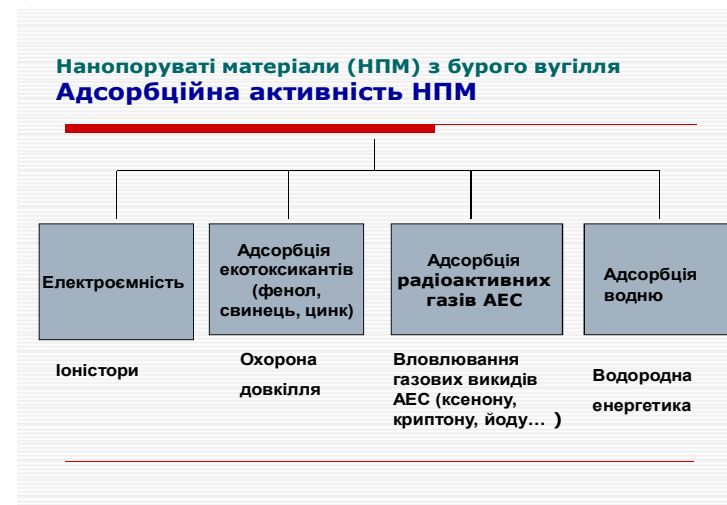 Нанопоруваті матеріали (НПМ) з бурого вугілля
Адсорбційна активність НПМ
Електроємність
Адсорбція
екотоксикантів
(фенол,
свинець, цинк)
Адсорбція
радіоактивних
газів АЕС
Адсорбція
водню
Іоністори
Охорона
довкілля
Вловлювання
газових викидів
АЕС (ксенону,
криптону, йоду… )
Водородна
енергетика